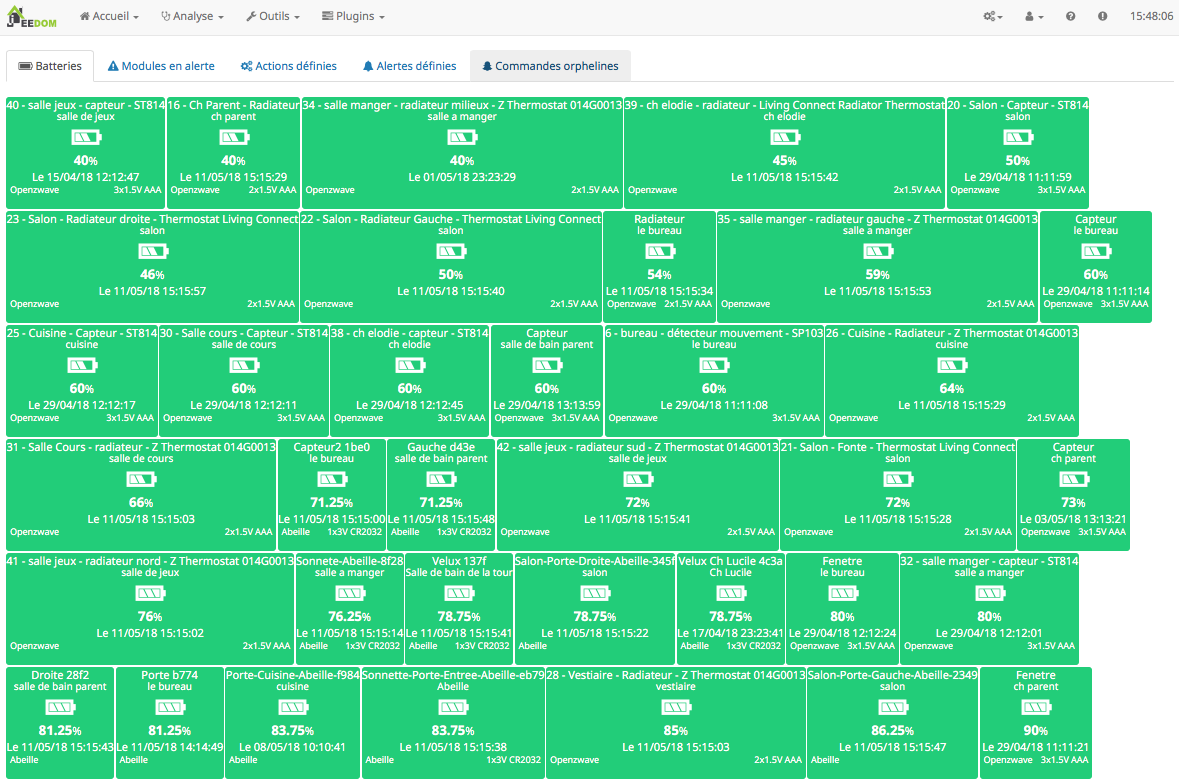 JEEDOM Accueil Analyse Outils Plugins 15:48:06
Batteries Modules en alerte Actions définies Alertes définies Commandes orphelines
40 - salle jeux - capteur - ST814
salle de jeux
40%
Le 15/04/18 12:12:47
Openzwave 3x1.5V AAA
16 - Ch Parent - Radiateur
ch parent
40%
Le 11/05/18 15:15:29
Openzwave 2x1.5V AAA
34 - salle manger - radiateur milieux - Z Thermostat 014G0013
salle a manger
40%
Le 01/05/18 23:23:29
Openzwave 2x1.5V AAA
39 - ch elodie - radiateur - Living Connect Radiator Thermostat
ch elodie
45%
Le 11/05/18 15:15:42
Openzwave 2x1.5V AAA
20 - Salon - Capteur - ST814
salon
50%
Le 29/04/18 11:11:59
Openzwave 3x1.5V AAA
23 - Salon - Radiateur droite - Thermostat Living Connect
salon
46%
Le 11/05/18 15:15:57
Openzwave 2x1.5V AAA
22 - Salon - Radiateur Gauche - Thermostat Living Connect
salon
50%
Le 11/05/18 15:15:40
Openzwave 2x1.5V AAA
Radiateur
le bureau
54%
Le 11/05/18 15:15:34
Openzwave 2x1.5V AAA
35 - salle manger - radiateur gauche - Z Thermostat 014G0013
salle a manger
59%
Le 11/05/18 15:15:53
Openzwave 2x1.5V AAA
Capteur
le bureau
60%
Le 29/04/18 11:11:14
Openzwave 3x1.5V AAA
25 - Cuisine - Capteur - ST814
cuisine
60%
Le 29/04/18 12:12:17
Openzwave 3x1.5V AAA
30 - Salle cours - Capteur - ST814
salle de cours
60%
Le 29/04/18 12:12:11
Openzwave 3x1.5V AAA
38 - ch elodie - capteur - ST814
ch elodie
60%
Le 29/04/18 12:12:45
Openzwave 3x1.5V AAA
Capteur
salle de bain parent
60%
Le 29/04/18 13:13:59
Openzwave 3x1.5V AAA
6 - bureau - détecteur mouvement - SP103
le bureau
60%
Le 29/04/18 11:11:08
Openzwave 3x1.5V AAA
26 - Cuisine - Radiateur - Z Thermostat 014G0013
cuisine
64%
Le 11/05/18 15:15:29
Openzwave 2x1.5V AAA
31 - Salle Cours - radiateur - Z Thermostat 014G0013
salle de cours
66%
Le 11/05/18 15:15:03
Openzwave 2x1.5V AAA
Capteur2 1be0
le bureau
71.25%
Le 11/05/18 15:15:00
Abeille 1x3V CR2032
Gauche d43e
salle de bain parent
71.25%
Le 11/05/18 15:15:48
Abeille 1x3V CR2032
42 - salle jeux - radiateur sud - Z Thermostat 014G0013
salle de jeux
72%
Le 11/05/18 15:15:41
Openzwave 2x1.5V AAA
21- Salon - Fonte - Thermostat Living Connect
salon
72%
Le 11/05/18 15:15:28
Openzwave 2x1.5V AAA
Capteur
ch parent
73%
Le 03/05/18 13:13:21
Openzwave 3x1.5V AAA
41 - salle jeux - radiateur nord - Z Thermostat 014G0013
salle de jeux
76%
Le 11/05/18 15:15:02
Openzwave 2x1.5V AAA
Sonnete-Abeille-8f28
salle a manger
76.25%
Le 11/05/18 15:15:14
Abeille 1x3V CR2032
Velux 137f
Salle de bain de la tour
78.75%
Le 11/05/18 15:15:41
Abeille 1x3V CR2032
Salon-Porte-Droite-Abeille-345f
salon
78.75%
Le 11/05/18 15:15:22
Abeille
Velux Ch Lucile 4c3a
Ch Lucile
78.75%
Le 17/04/18 23:23:41
Abeille 1x3V CR2032
Fenetre
le bureau
80%
Le 29/04/18 12:12:24
Openzwave 3x1.5V AAA
32 - salle manger - capteur - ST814
salle a manger
80%
Le 29/04/18 12:12:01
Openzwave 3x1.5V AAA
Droite 28f2
salle de bain parent
81.25%
Le 11/05/18 15:15:43
Abeille
Porte b774
le bureau
81.25%
Le 11/05/18 14:14:49
Abeille
Porte-Cuisine-Abeille-f984
cuisine
83.75%
Le 08/05/18 10:10:41
Abeille
Sonnette-Porte-Entree-Abeille-eb79
Abeille
83.75%
Le 11/05/18 15:15:38
Abeille 1x3V CR2032
28 - Vestiaire - Radiateur - Z Thermostat 014G0013
vestiaire
85%
Le 11/05/18 15:15:03
Openzwave 2x1.5V AAA
Salon-Porte-Gauche-Abeille-2349
salon
86.25%
Le 11/05/18 15:15:47
Abeille
Fenetre
ch parent
90%
Le 29/04/18 11:11:21
Openzwave 3x1.5V AAA